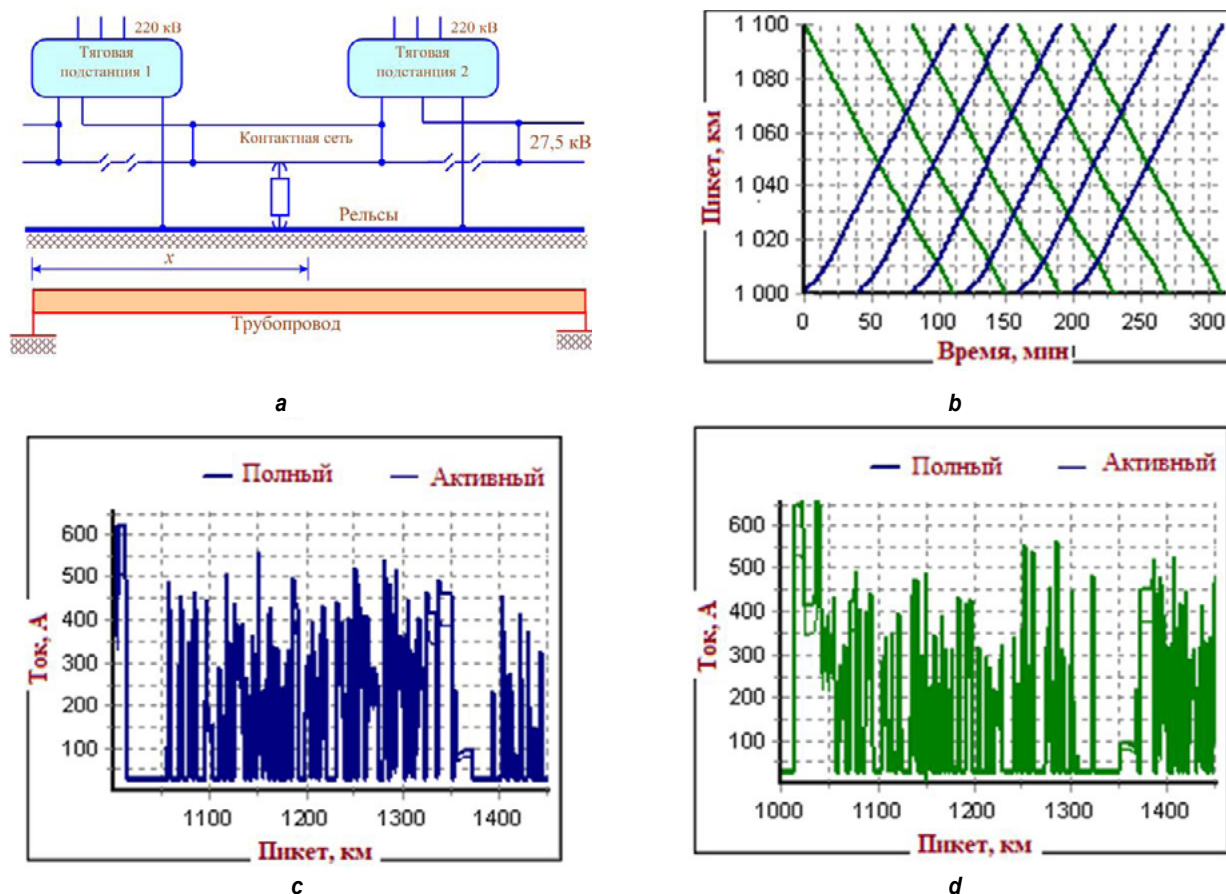 220 кВ
220 кВ
Тяговая
подстанция 1
Тяговая
подстанция 2
Контактная сеть
27,5 кВ
Рельсы
x
Трубопровод
a
Пикет, км
1 100
1 080
1 060
1 040
1 020
1 000
0 50 100 150 200 250 300
Время, мин
b
Полный Активный
Ток, А
600
500
400
300
200
100
1100 1200 1300 1400
Пикет, км
c
Полный Активный
Ток, А
600
500
400
300
200
100
1000 1100 1200 1300 1400
Пикет, км
d